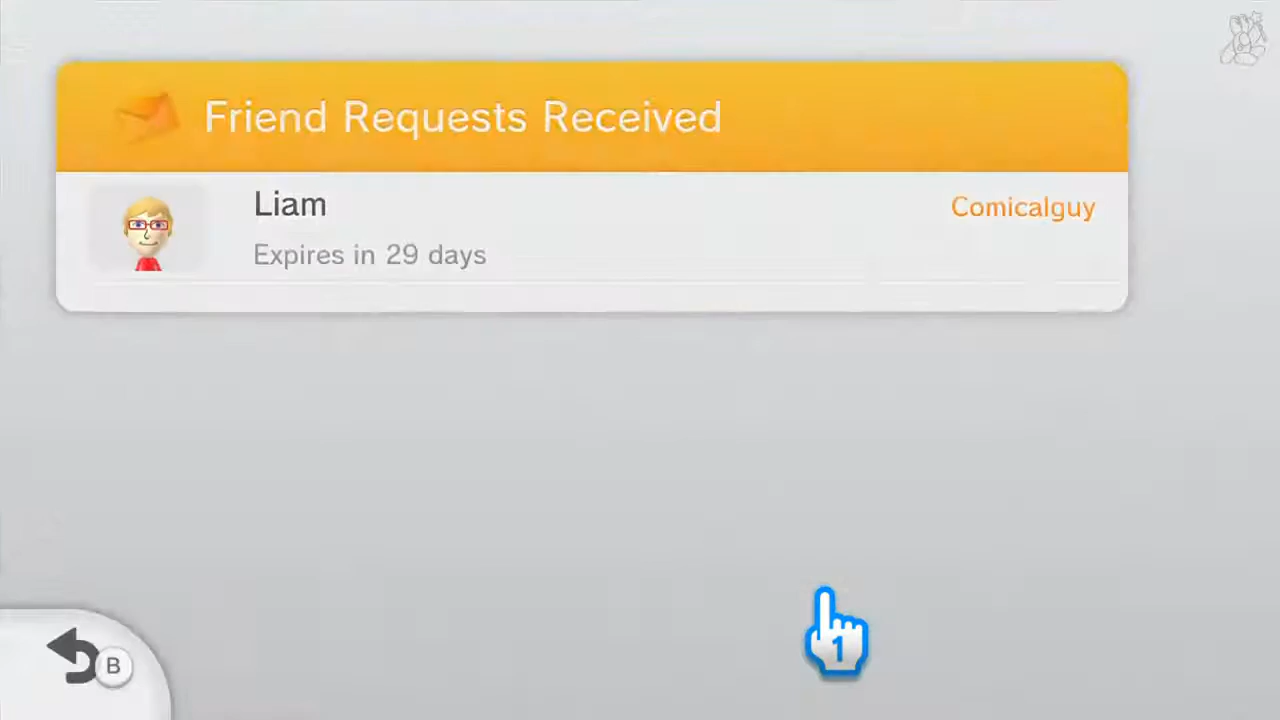 Friend Requests Received
Liam
Comicalguy
Expires in 29 days
B
1